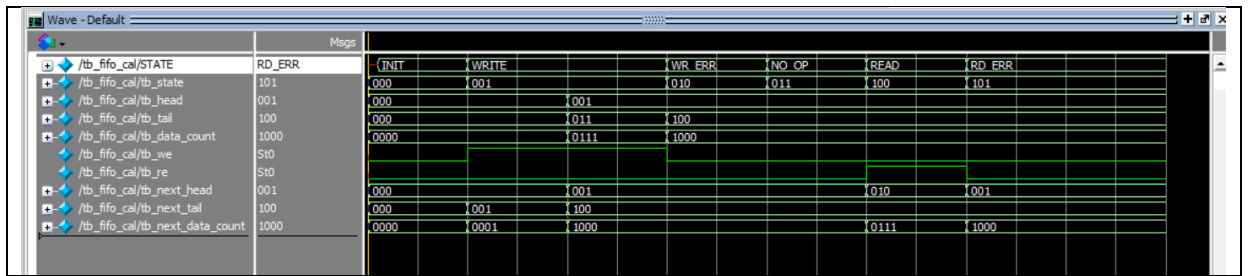 Wave - Default
Msgs
/tb_fifo_cal/STATE RD_ERR INIT WRITE WR_ERR NO_OP READ RD_ERR
/tb_fifo_cal/tb_state 101 000 001 010 011 100 101
/tb_fifo_cal/tb_head 001 000 001
/tb_fifo_cal/tb_tail 100 000 011 100
/tb_fifo_cal/tb_data_count 1000 0000 0111 1000
/tb_fifo_cal/tb_we St0
/tb_fifo_cal/tb_re St0
/tb_fifo_cal/tb_next_head 001 000 001 010 001
/tb_fifo_cal/tb_next_tail 100 000 001 100
/tb_fifo_cal/tb_next_data_count 1000 0000 0001 1000 0111 1000